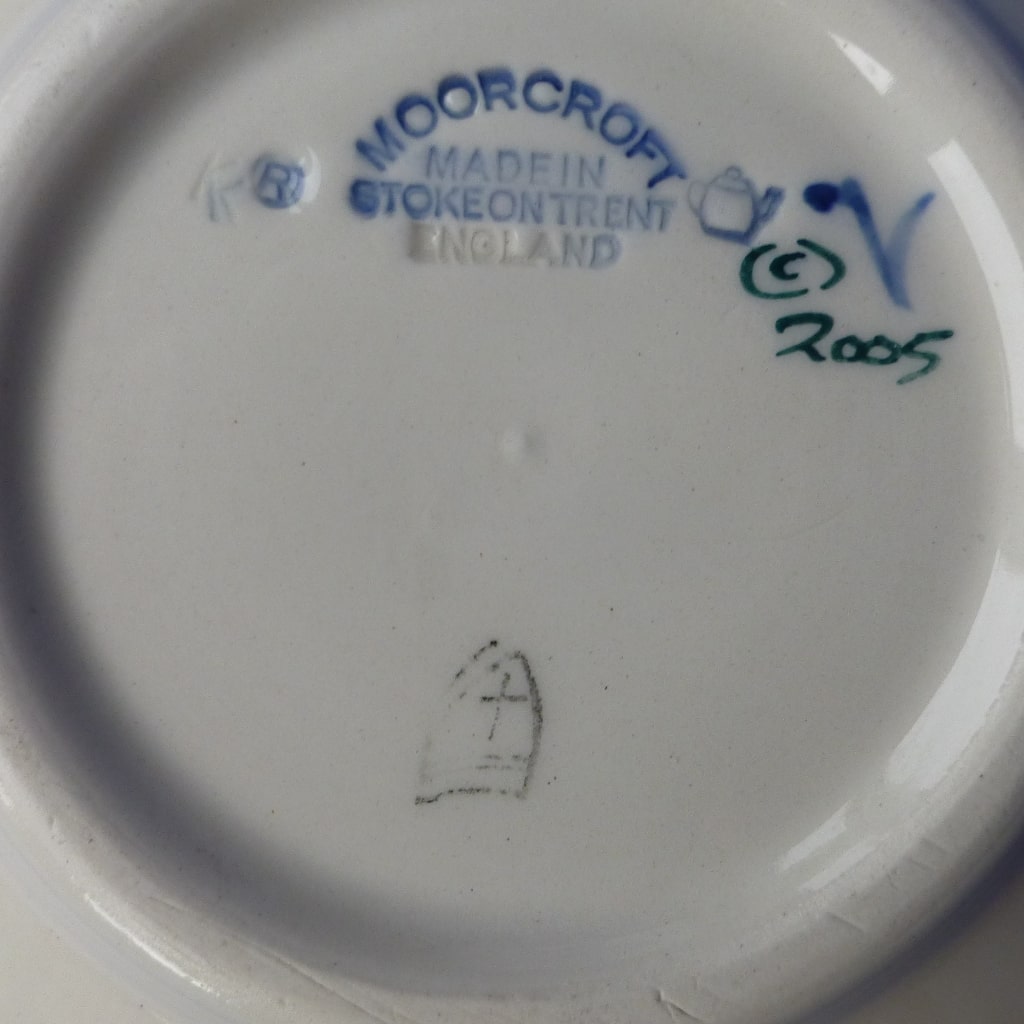 MOORCROFT
MADE IN
STOKE ON TRENT
ENGLAND
®
©
2005